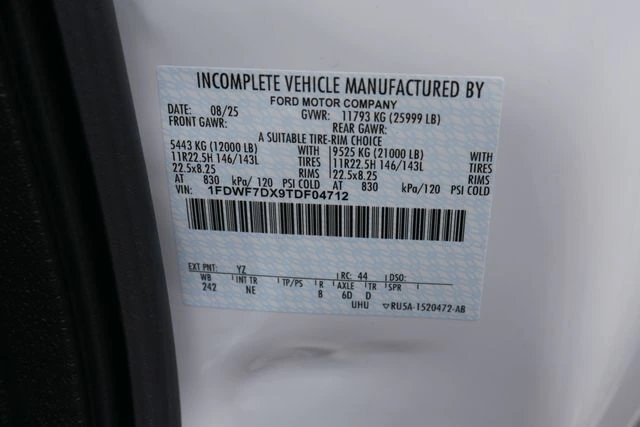 INCOMPLETE VEHICLE MANUFACTURED BY
FORD MOTOR COMPANY
DATE: 08/25 GVWR: 11793 KG (25999 LB)
FRONT GAWR: REAR GAWR:
A SUITABLE TIRE-RIM CHOICE
5443 KG (12000 LB) WITH 9525 KG (21000 LB) WITH
11R22.5H 146/143L TIRES 11R22.5H 146/143L TIRES
22.5x8.25 RIMS 22.5x8.25 RIMS
AT 830 kPa/120 PSI COLD AT 830 kPa/120 PSI COLD
VIN: 1FDWF7DX9TDF04712
EXT PNT: YZ RC: 44 DSO:
WB INT TR TP/PS R AXLE TR SPR
242 NE 8 6D D
UHU ▽RU5A-1520472-AB